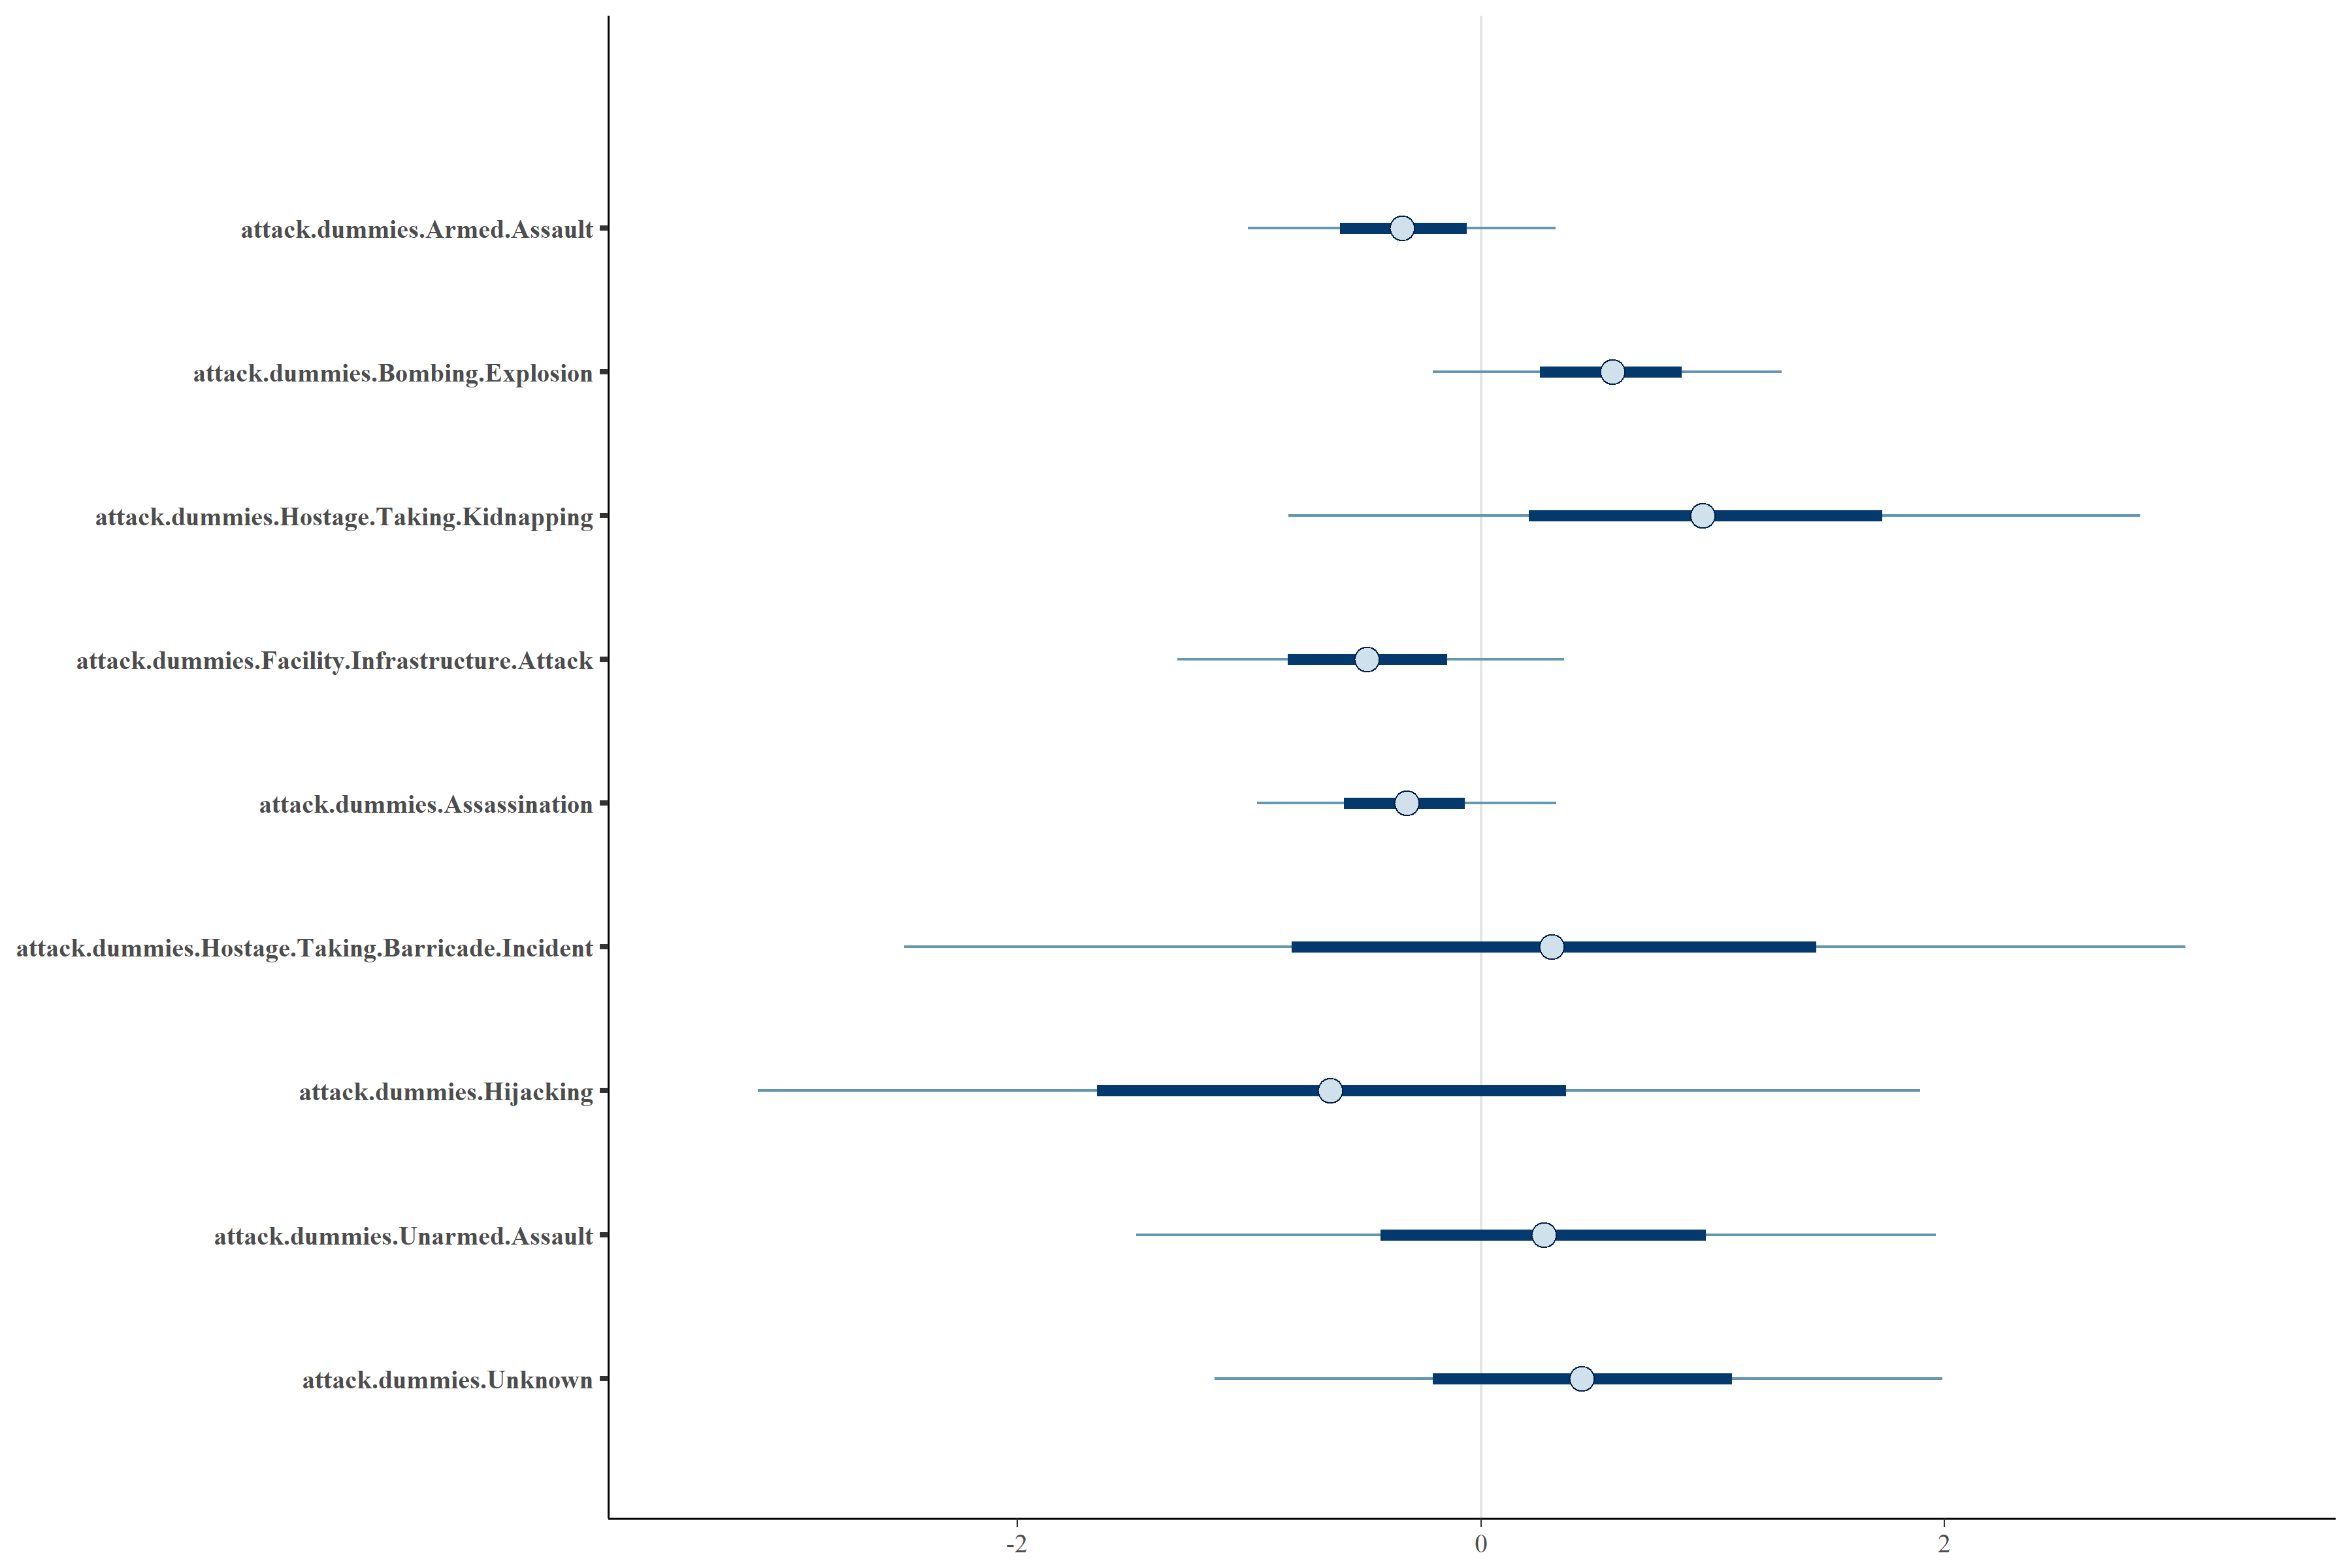 attack.dummies.Armed.Assault
attack.dummies.Bombing.Explosion
attack.dummies.Hostage.Taking.Kidnapping
attack.dummies.Facility.Infrastructure.Attack
attack.dummies.Assassination
attack.dummies.Hostage.Taking.Barricade.Incident
attack.dummies.Hijacking
attack.dummies.Unarmed.Assault
attack.dummies.Unknown
-2 0 2